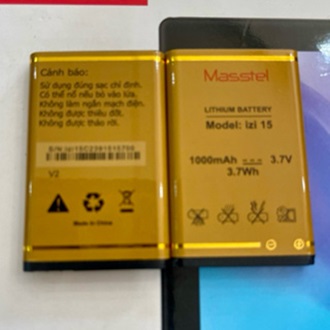 Cảnh báo:
Sử dụng đúng sạc chỉ định.
Có thể nổ nếu bỏ vào lửa.
Không làm ngắn mạch điện.
Không được thiêu đốt.
Không được tháo rời.
V2
Made in China
Masstel
LITHIUM BATTERY
Model: izi 15
1000mAh 3.7V
3.7Wh